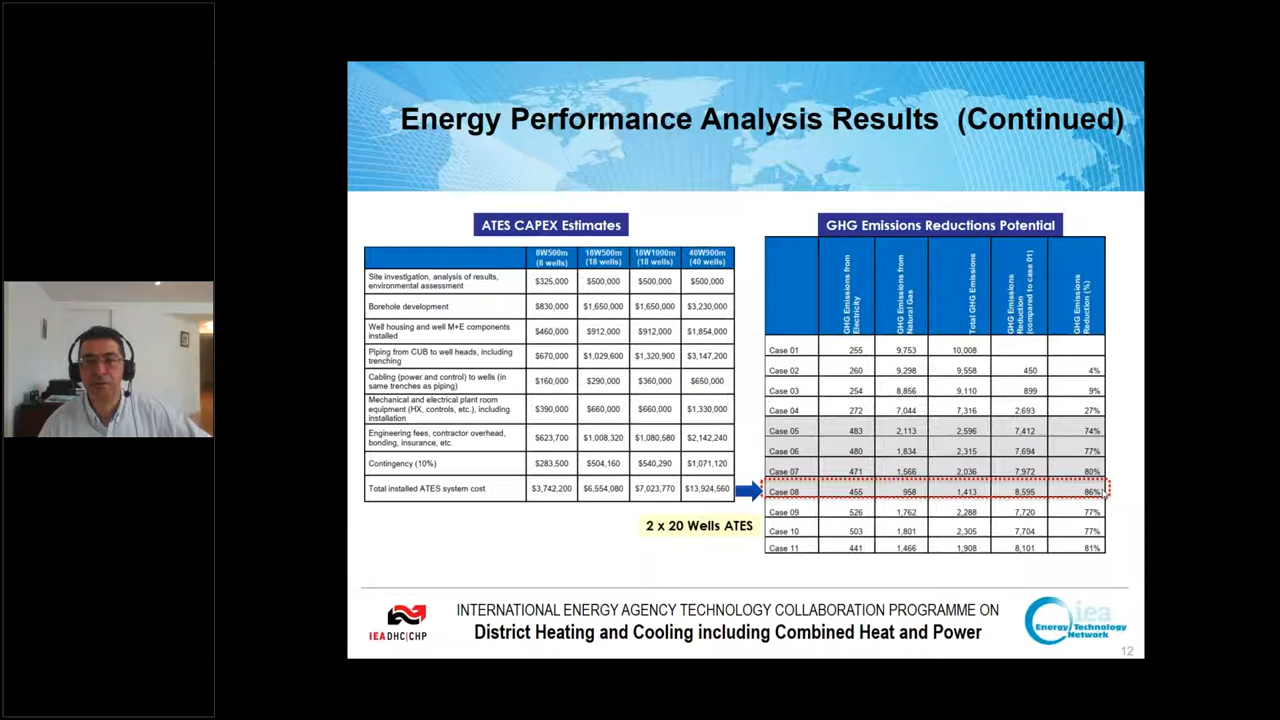 Energy Performance Analysis Results (Continued)
ATES CAPEX Estimates
8W500m (8 wells) 18W500m (18 wells) 18W1000m (18 wells) 40W900m (40 wells)
Site investigation, analysis of results, environmental assessment $325,000 $500,000 $500,000 $500,000
Borehole development $830,000 $1,650,000 $1,650,000 $3,230,000
Well housing and well M+E components installed $460,000 $912,000 $912,000 $1,854,000
Piping from CUB to well heads, including trenching $670,000 $1,029,600 $1,320,900 $3,147,200
Cabling (power and control) to wells (in same trenches as piping) $160,000 $290,000 $360,000 $650,000
Mechanical and electrical plant room equipment (HX, controls, etc.), including installation $390,000 $660,000 $660,000 $1,330,000
Engineering fees, contractor overhead, bonding, insurance, etc. $623,700 $1,008,320 $1,080,580 $2,142,240
Contingency (10%) $283,500 $504,160 $540,290 $1,071,120
Total installed ATES system cost $3,742,200 $6,554,080 $7,023,770 $13,924,560
2 x 20 Wells ATES
GHG Emissions Reductions Potential
GHG Emissions from Electricity GHG Emissions from Natural Gas Total GHG Emissions GHG Emissions Reduction (compared to case 01) GHG Emissions Reduction (%)
Case 01 255 9,753 10,008
Case 02 260 9,298 9,558 450 4%
Case 03 254 8,856 9,110 899 9%
Case 04 272 7,044 7,316 2,693 27%
Case 05 483 2,113 2,596 7,412 74%
Case 06 480 1,834 2,315 7,694 77%
Case 07 471 1,566 2,036 7,972 80%
Case 08 455 958 1,413 8,595 86%
Case 09 526 1,762 2,288 7,720 77%
Case 10 503 1,801 2,305 7,704 77%
Case 11 441 1,466 1,908 8,101 81%
IEA DHC|CHP
INTERNATIONAL ENERGY AGENCY TECHNOLOGY COLLABORATION PROGRAMME ON
District Heating and Cooling including Combined Heat and Power
iea
Energy Technology
Network
12